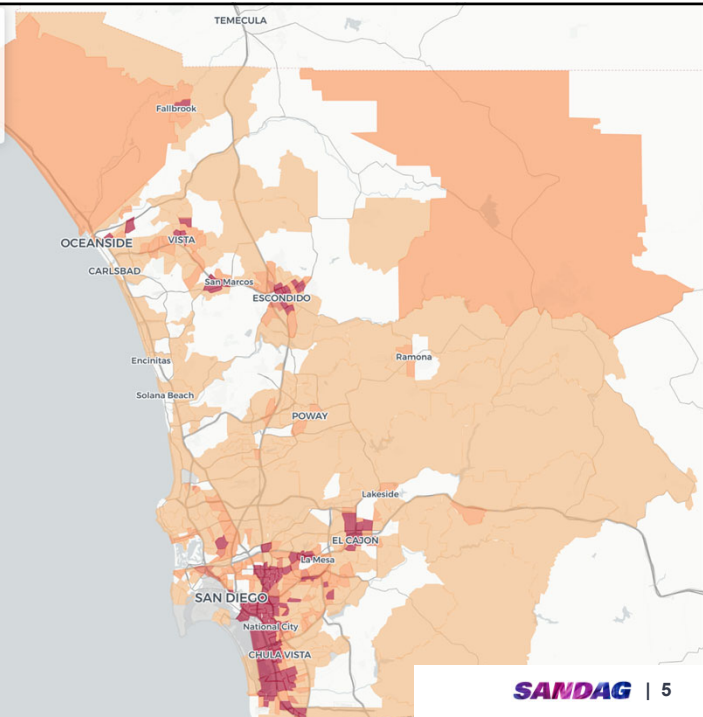 TEMECULA
Fallbrook
OCEANSIDE
VISTA
CARLSBAD
San Marcos
ESCONDIDO
Encinitas
Ramona
Solana Beach
POWAY
Lakeside
EL CAJON
La Mesa
SAN DIEGO
National City
CHULA VISTA
SANDAG | 5